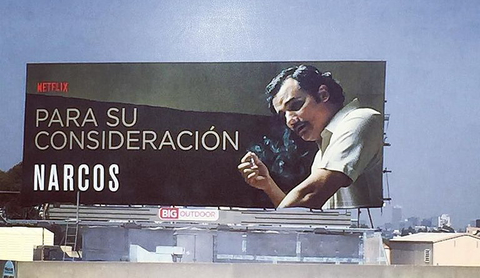 NETFLIX
PARA SU
CONSIDERACIÓN
NARCOS
BIG OUTDOOR